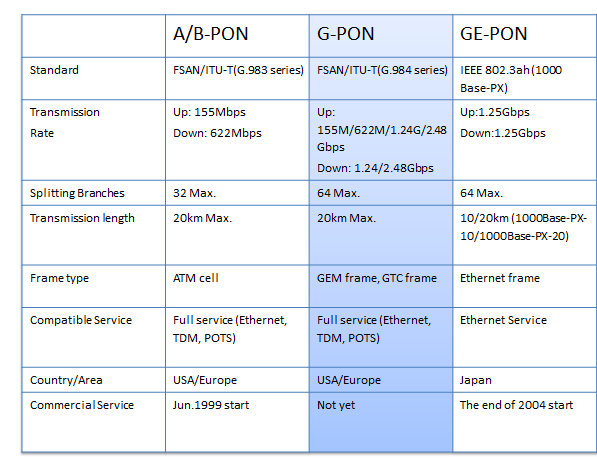 A/B-PON G-PON GE-PON
Standard FSAN/ITU-T(G.983 series) FSAN/ITU-T(G.984 series) IEEE 802.3ah (1000
Base-PX)
Transmission Up: 155Mbps Up: Up:1.25Gbps
Rate Down: 622Mbps 155M/622M/1.24G/2.48 Down:1.25Gbps
Gbps
Down: 1.24/2.48Gbps
Splitting Branches 32 Max. 64 Max. 64 Max.
Transmission length 20km Max. 20km Max. 10/20km (1000Base-PX-
10/1000Base-PX-20)
Frame type ATM cell GEM frame, GTC frame Ethernet frame
Compatible Service Full service (Ethernet, Full service (Ethernet, Ethernet Service
TDM, POTS) TDM, POTS)
Country/Area USA/Europe USA/Europe Japan
Commercial Service Jun.1999 start Not yet The end of 2004 start